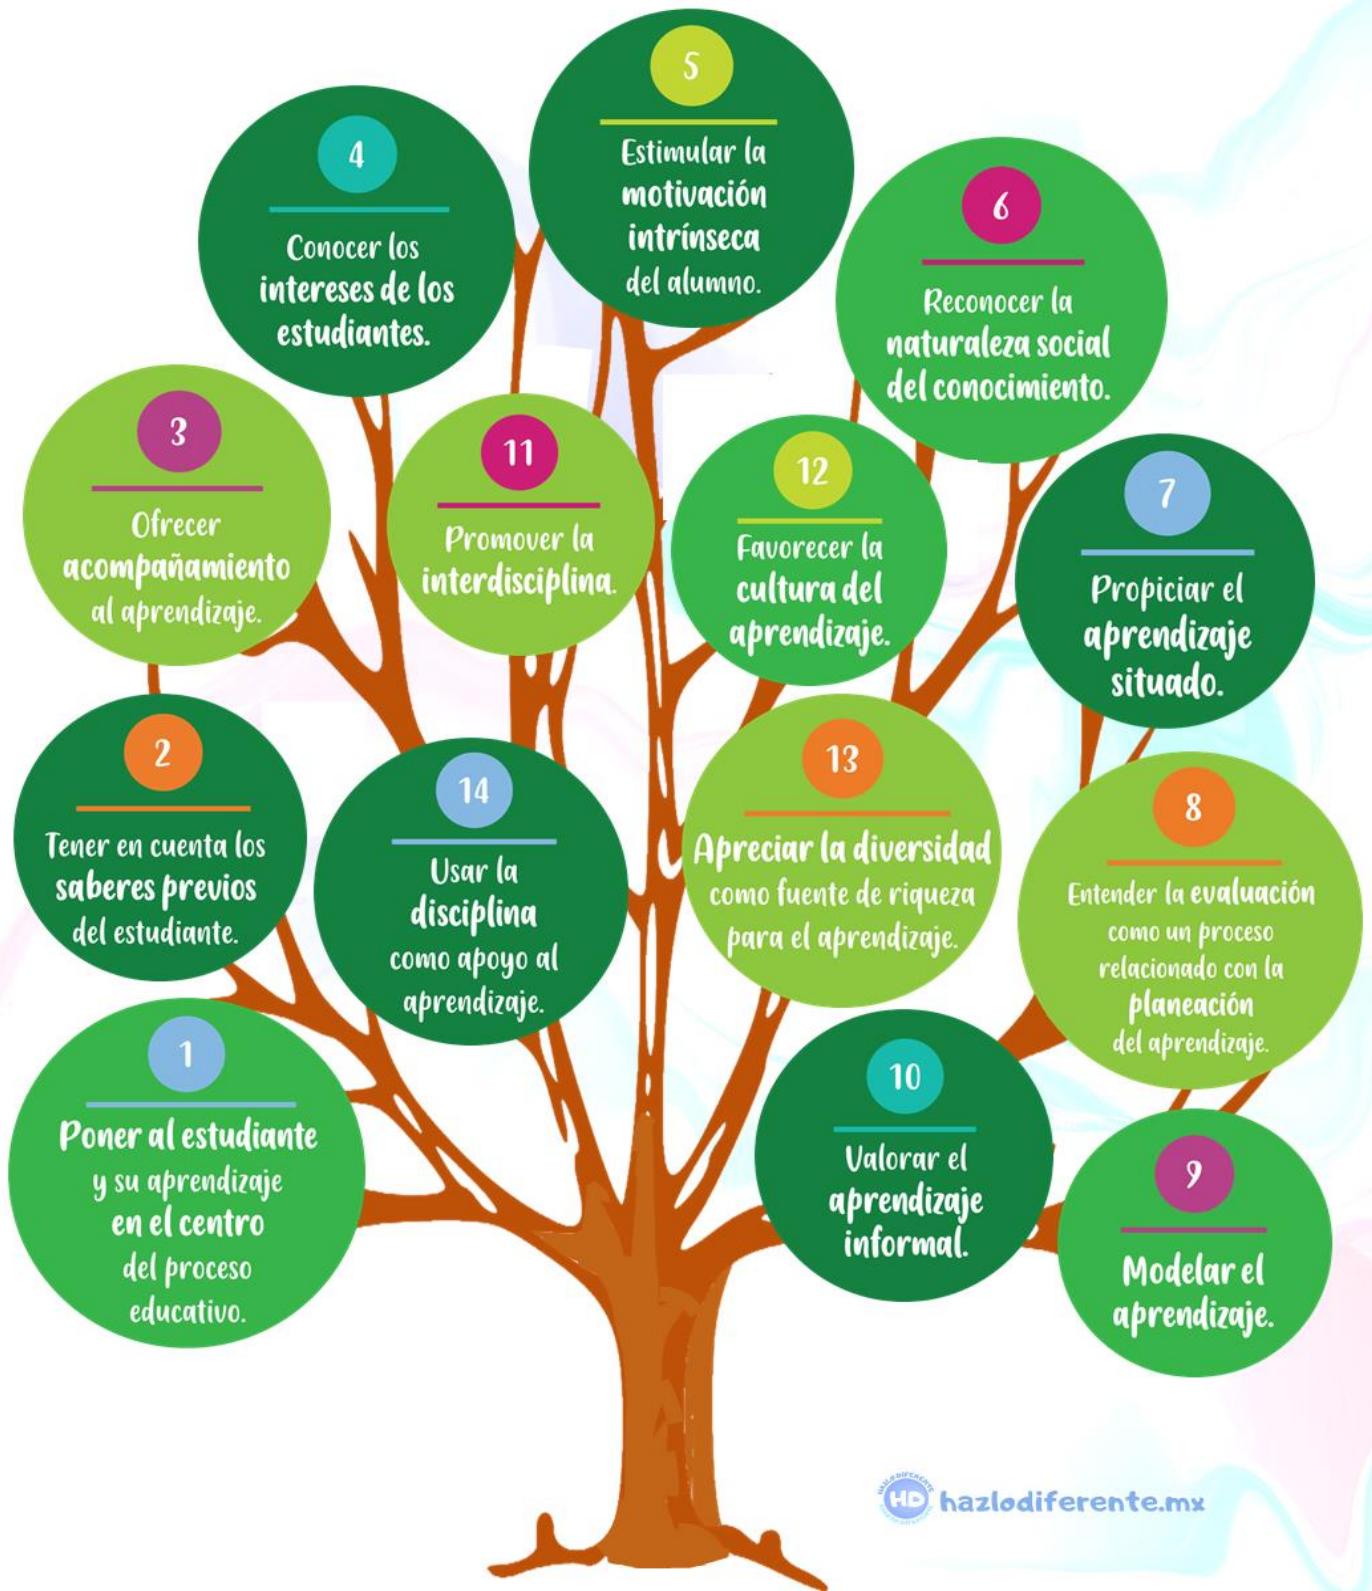 1
Poner al estudiante
y su aprendizaje
en el centro
del proceso
educativo.
2
Tener en cuenta los
saberes previos
del estudiante.
3
Ofrecer
acompañamiento
al aprendizaje.
4
Conocer los
intereses de los
estudiantes.
5
Estimular la
motivación
intrínseca
del alumno.
6
Reconocer la
naturaleza social
del conocimiento.
7
Propiciar el
aprendizaje
situado.
8
Entender la evaluación
como un proceso
relacionado con la
planeación
del aprendizaje.
9
Modelar el
aprendizaje.
10
Valorar el
aprendizaje
informal.
11
Promover la
interdisciplina.
12
Favorecer la
cultura del
aprendizaje.
13
Apreciar la diversidad
como fuente de riqueza
para el aprendizaje.
14
Usar la
disciplina
como apoyo al
aprendizaje.
HAZLO DIFERENTE
HD
hazlodiferente.mx